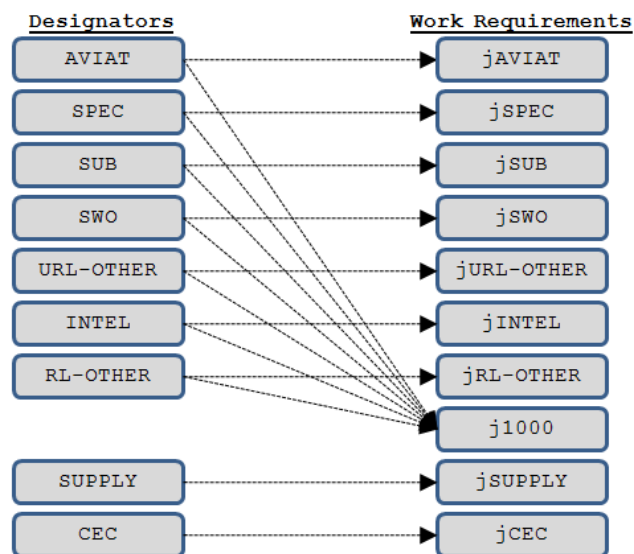 Designators Work Requirements
AVIAT jAVIAT
SPEC jSPEC
SUB jSUB
SWO jSWO
URL-OTHER jURL-OTHER
INTEL jINTEL
RL-OTHER jRL-OTHER
j1000
SUPPLY jSUPPLY
CEC jCEC